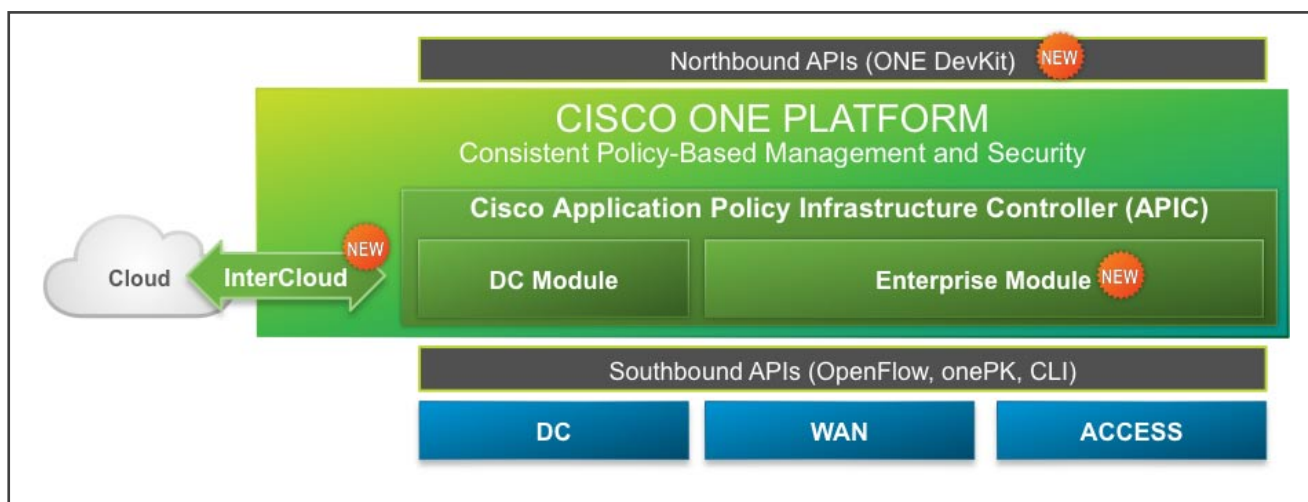 Northbound APIs (ONE DevKit) NEW
CISCO ONE PLATFORM
Consistent Policy-Based Management and Security
Cisco Application Policy Infrastructure Controller (APIC)
NEW
Cloud InterCloud DC Module Enterprise Module NEW
Southbound APIs (OpenFlow, onePK, CLI)
DC WAN ACCESS